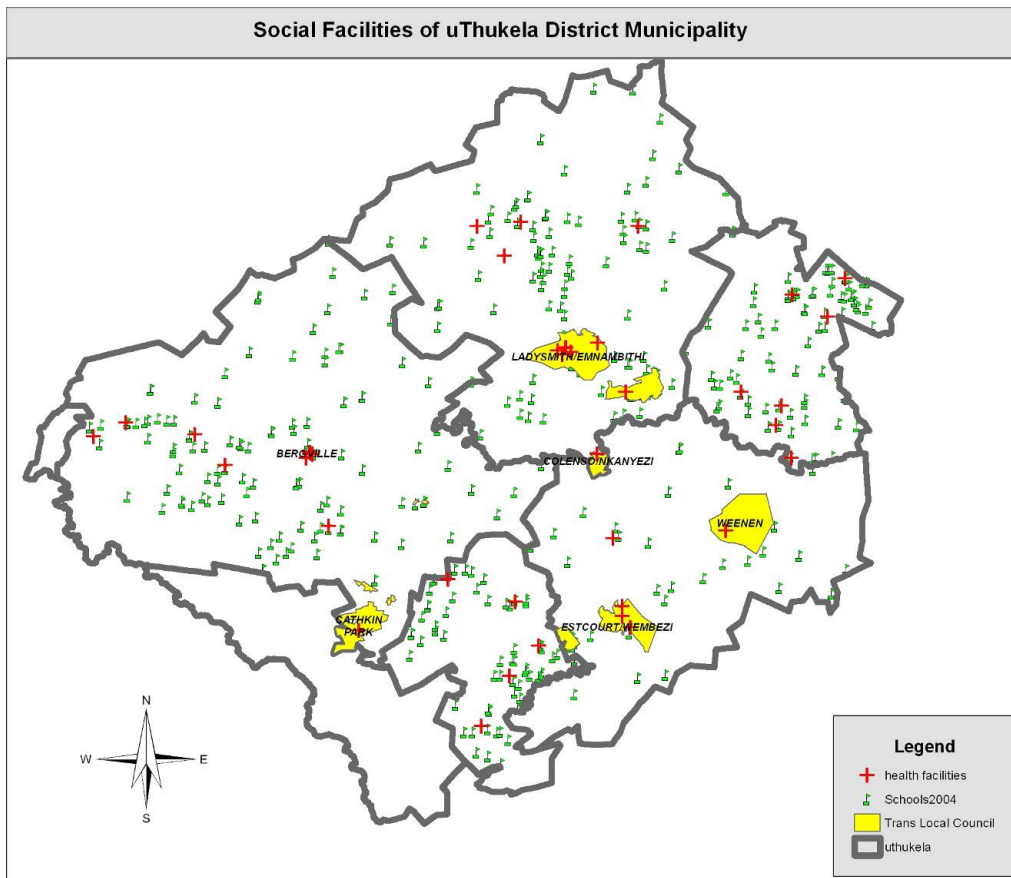 Social Facilities of uThukela District Municipality
LADYSMITH/EMNAMBITHI
BERGVILLE
COLENSO/NKANYEZI
WEENEN
CATHKIN
PARK
ESTCOURT/WEMBEZI
N
W
E
S
Legend
health facilities
Schools2004
Trans Local Council
uthukela